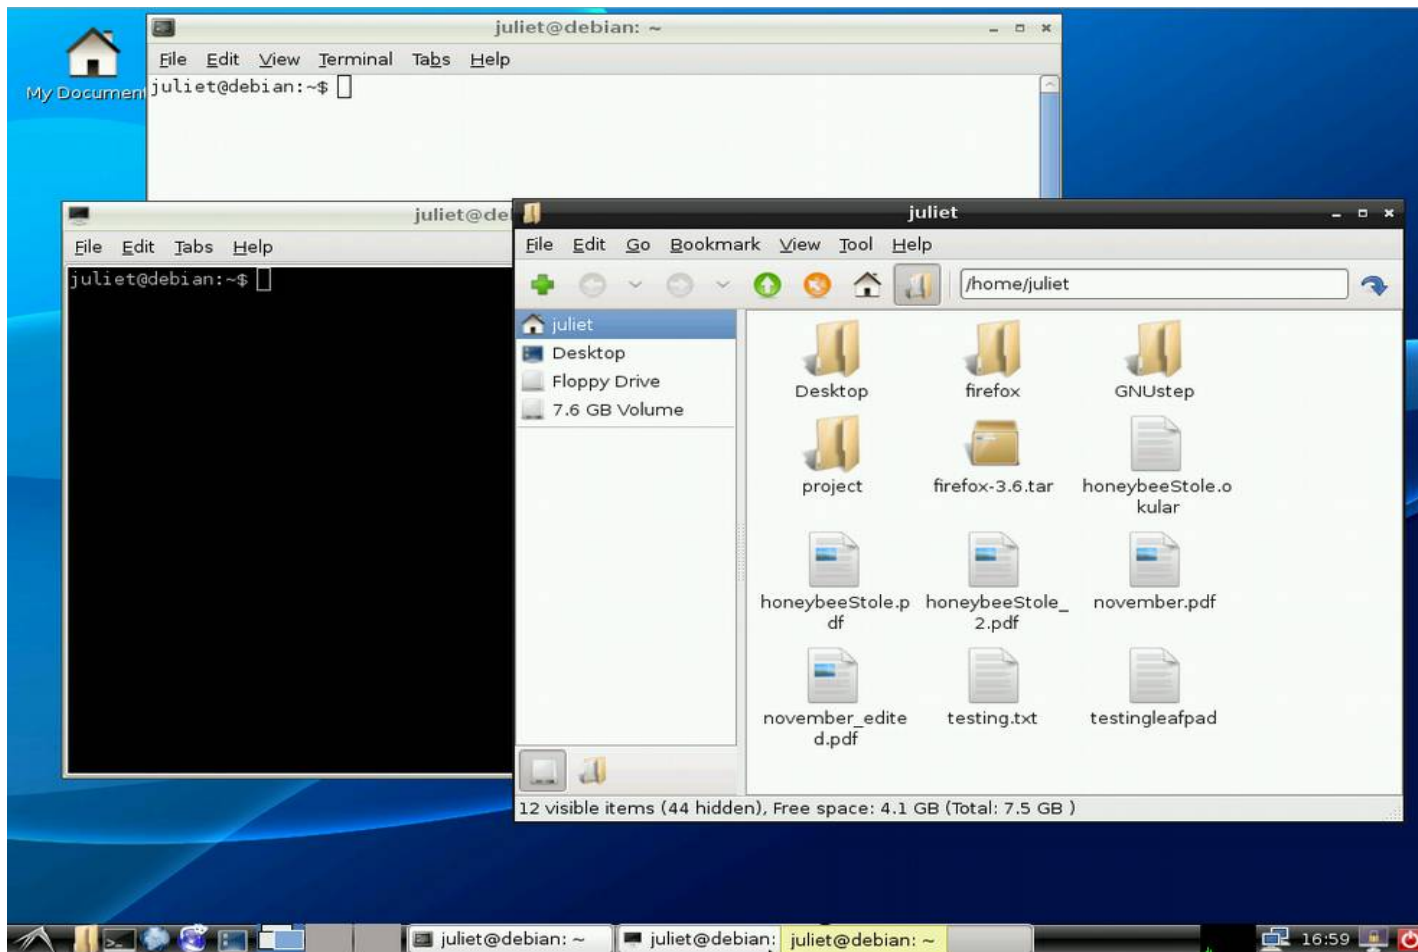 juliet@debian: ~
File Edit View Terminal Tabs Help
My Document
juliet@debian:~$
juliet@de
File Edit Tabs Help
juliet@debian:~$
juliet
File Edit Go Bookmark View Tool Help
/home/juliet
juliet
Desktop
Floppy Drive
7.6 GB Volume
Desktop
firefox
GNUstep
project
firefox-3.6.tar
honeybeeStole.o
kular
honeybeeStole.p
df
honeybeeStole_
2.pdf
november.pdf
november_edite
d.pdf
testing.txt
testingleafpad
12 visible items (44 hidden), Free space: 4.1 GB (Total: 7.5 GB )
juliet@debian: ~
juliet@debian:
juliet@debian: ~
16:59